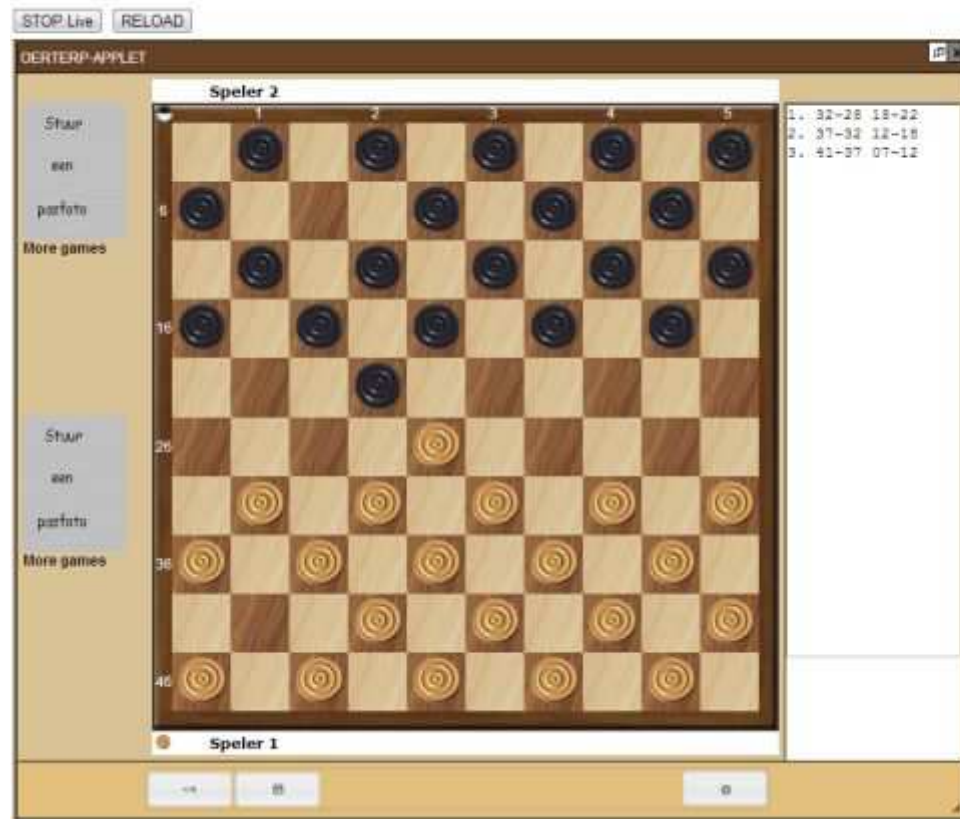 STOP Live RELOAD
OERTERP-APPLET
Speler 2
1 2 3 4 5
6
16
26
36
46
Stuur
een
pasfoto
More games
Stuur
een
pasfoto
More games
1. 32-28 18-22
2. 37-32 12-18
3. 41-37 07-12
Speler 1